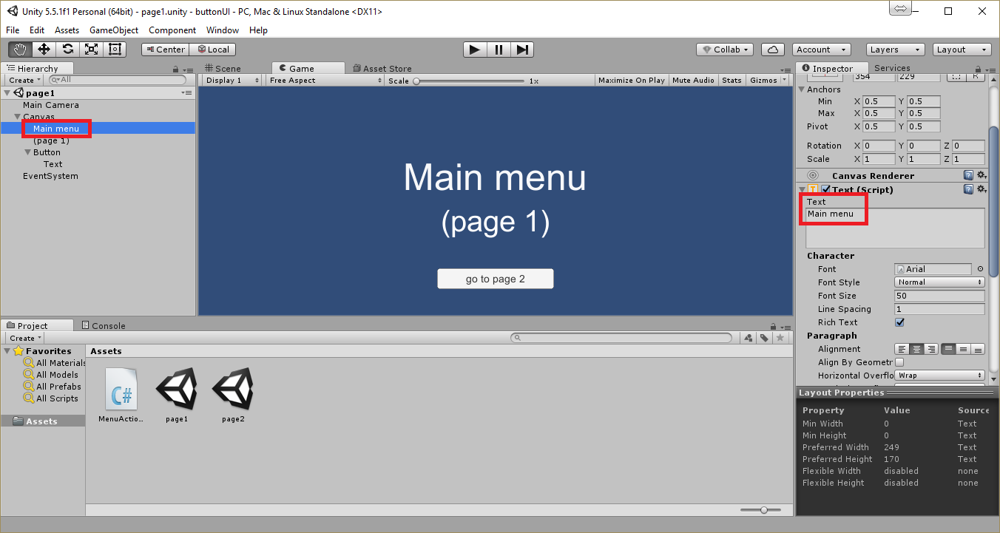 Unity 5.5.1f1 Personal (64bit) - page1.unity - buttonUI - PC, Mac & Linux Standalone <DX11>
File Edit Assets GameObject Component Window Help
Center Local Collab Account Layers Layout
Hierarchy
Create All
page1
Main Camera
Canvas
Main menu
(page 1)
Button
Text
EventSystem
Scene Game Asset Store
Display 1 Free Aspect Scale 1x Maximize On Play Mute Audio Stats Gizmos
Main menu
(page 1)
go to page 2
Inspector Services
354 229 R
Anchors
Min X 0.5 Y 0.5
Max X 0.5 Y 0.5
Pivot X 0.5 Y 0.5
Rotation X 0 Y 0 Z 0
Scale X 1 Y 1 Z 1
Canvas Renderer
T Text (Script)
Text
Main menu
Character
Font Arial
Font Style Normal
Font Size 50
Line Spacing 1
Rich Text
Paragraph
Alignment
Align By Geometr
Horizontal Overflo Wrap
Layout Properties
Property Value Source
Min Width 0 Text
Min Height 0 Text
Preferred Width 249 Text
Preferred Height 170 Text
Flexible Width disabled none
Flexible Height disabled none
Project Console
Create
Favorites
All Materials
All Models
All Prefabs
All Scripts
Assets
Assets
C#
MenuActio... page1 page2